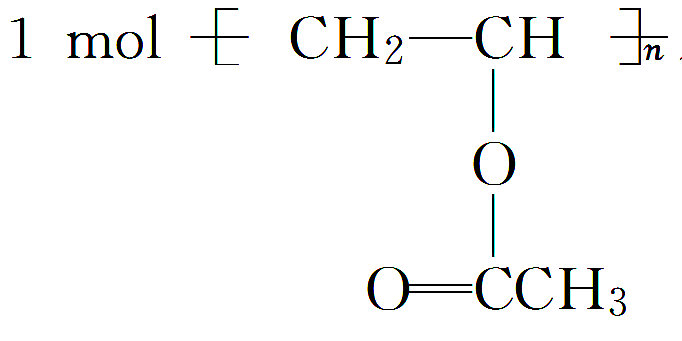 1 mol ⁅CH₂—CH⁆ₙ
O
O=CCH₃